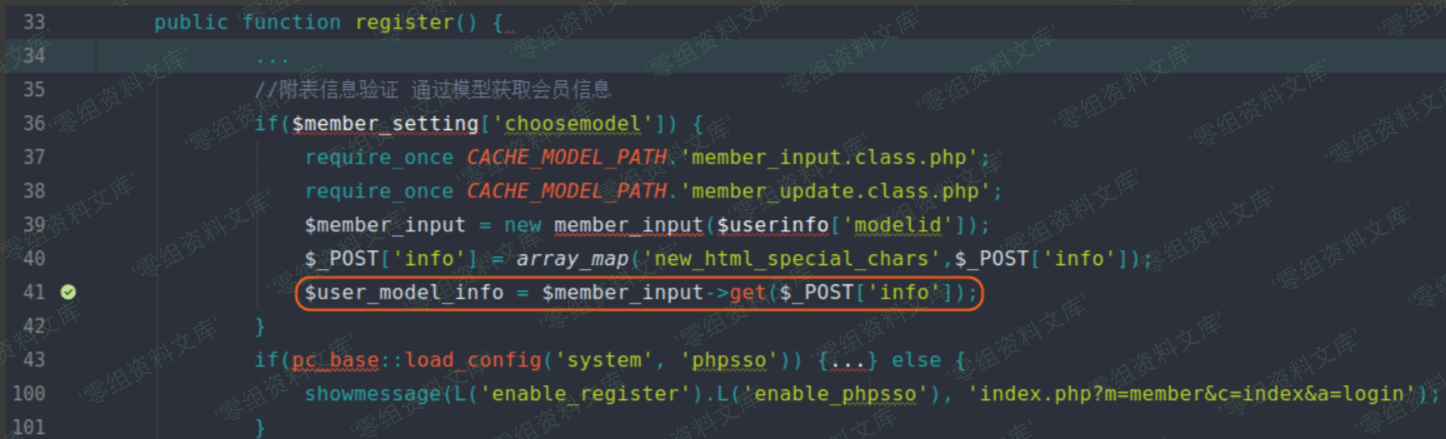 33 public function register() {
34 ...
35 //附表信息验证 通过模型获取会员信息
36 if($member_setting['choosemodel']) {
37 require_once CACHE_MODEL_PATH.'member_input.class.php';
38 require_once CACHE_MODEL_PATH.'member_update.class.php';
39 $member_input = new member_input($userinfo['modelid']);
40 $_POST['info'] = array_map('new_html_special_chars',$_POST['info']);
41 $user_model_info = $member_input->get($_POST['info']);
42 }
43 if(pc_base::load_config('system', 'phpsso')) {...} else {
100 showmessage(L('enable_register').L('enable_phpsso'), 'index.php?m=member&c=index&a=login');
101 }
零组资料文库